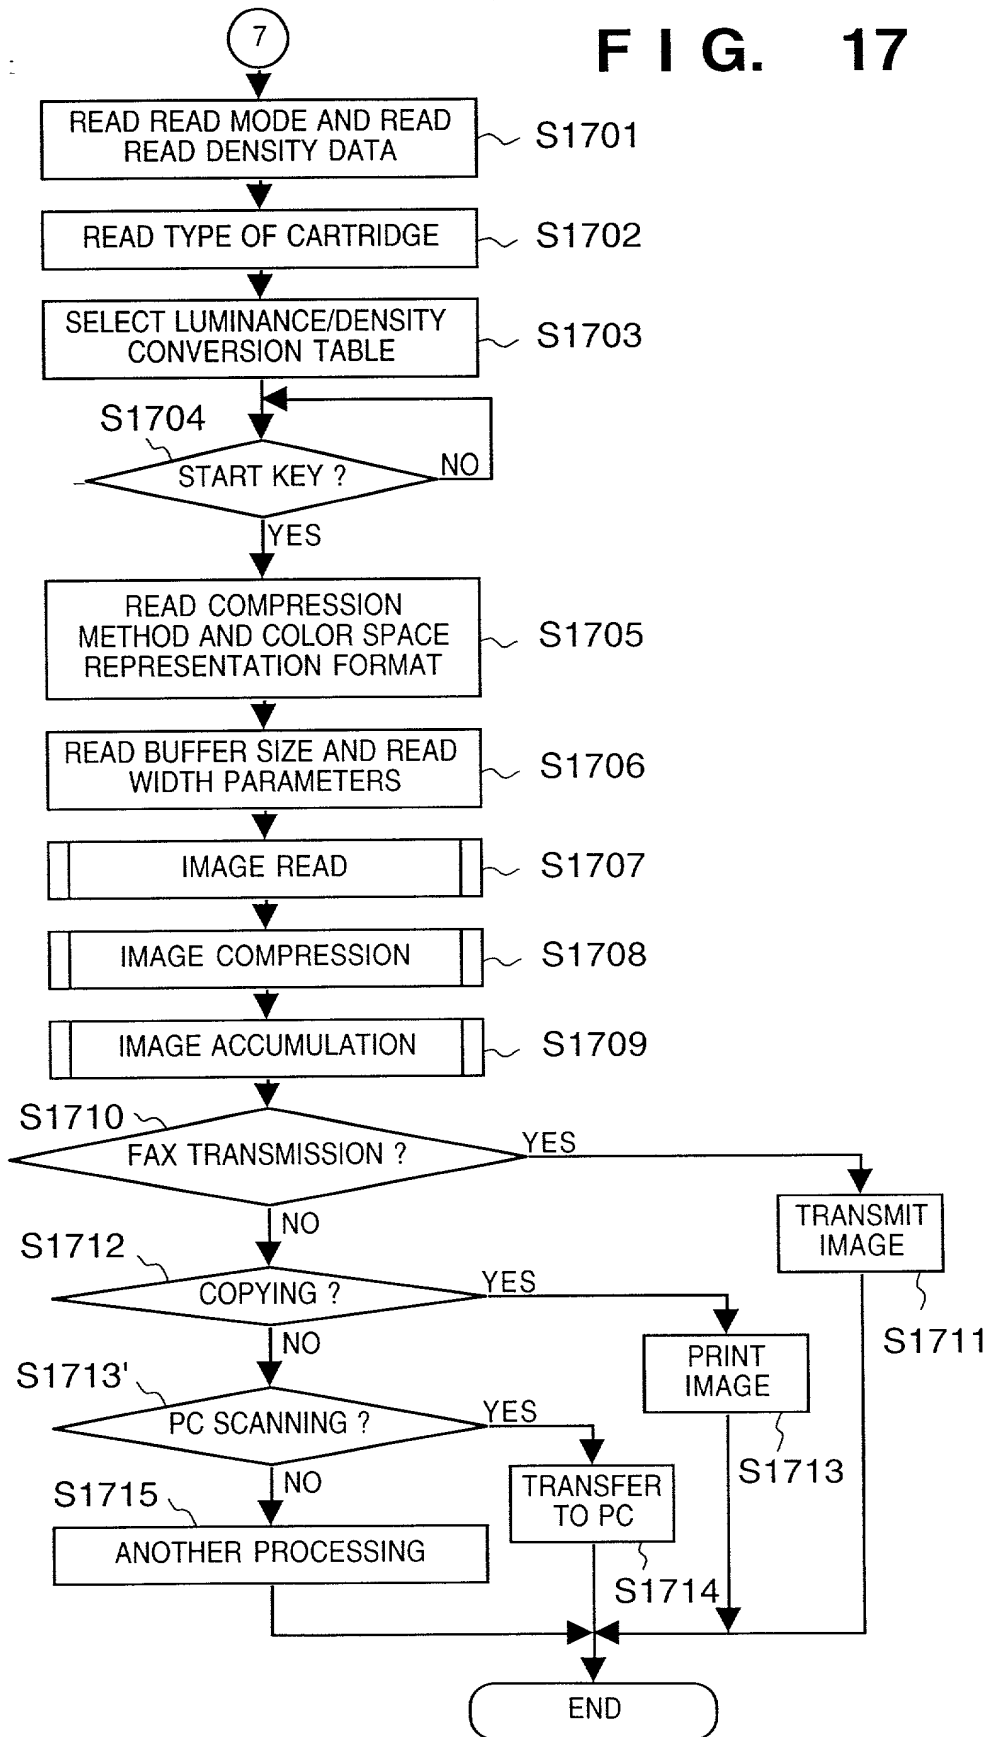 7
FIG. 17
READ READ MODE AND READ
READ DENSITY DATA
S1701
READ TYPE OF CARTRIDGE
S1702
SELECT LUMINANCE/DENSITY
CONVERSION TABLE
S1703
S1704
START KEY ?
NO
YES
READ COMPRESSION
METHOD AND COLOR SPACE
REPRESENTATION FORMAT
S1705
READ BUFFER SIZE AND READ
WIDTH PARAMETERS
S1706
IMAGE READ
S1707
IMAGE COMPRESSION
S1708
IMAGE ACCUMULATION
S1709
S1710
FAX TRANSMISSION ?
YES
NO
TRANSMIT
IMAGE
S1711
S1712
COPYING ?
YES
NO
PRINT
IMAGE
S1713
S1713'
PC SCANNING ?
YES
NO
TRANSFER
TO PC
S1714
S1715
ANOTHER PROCESSING
END